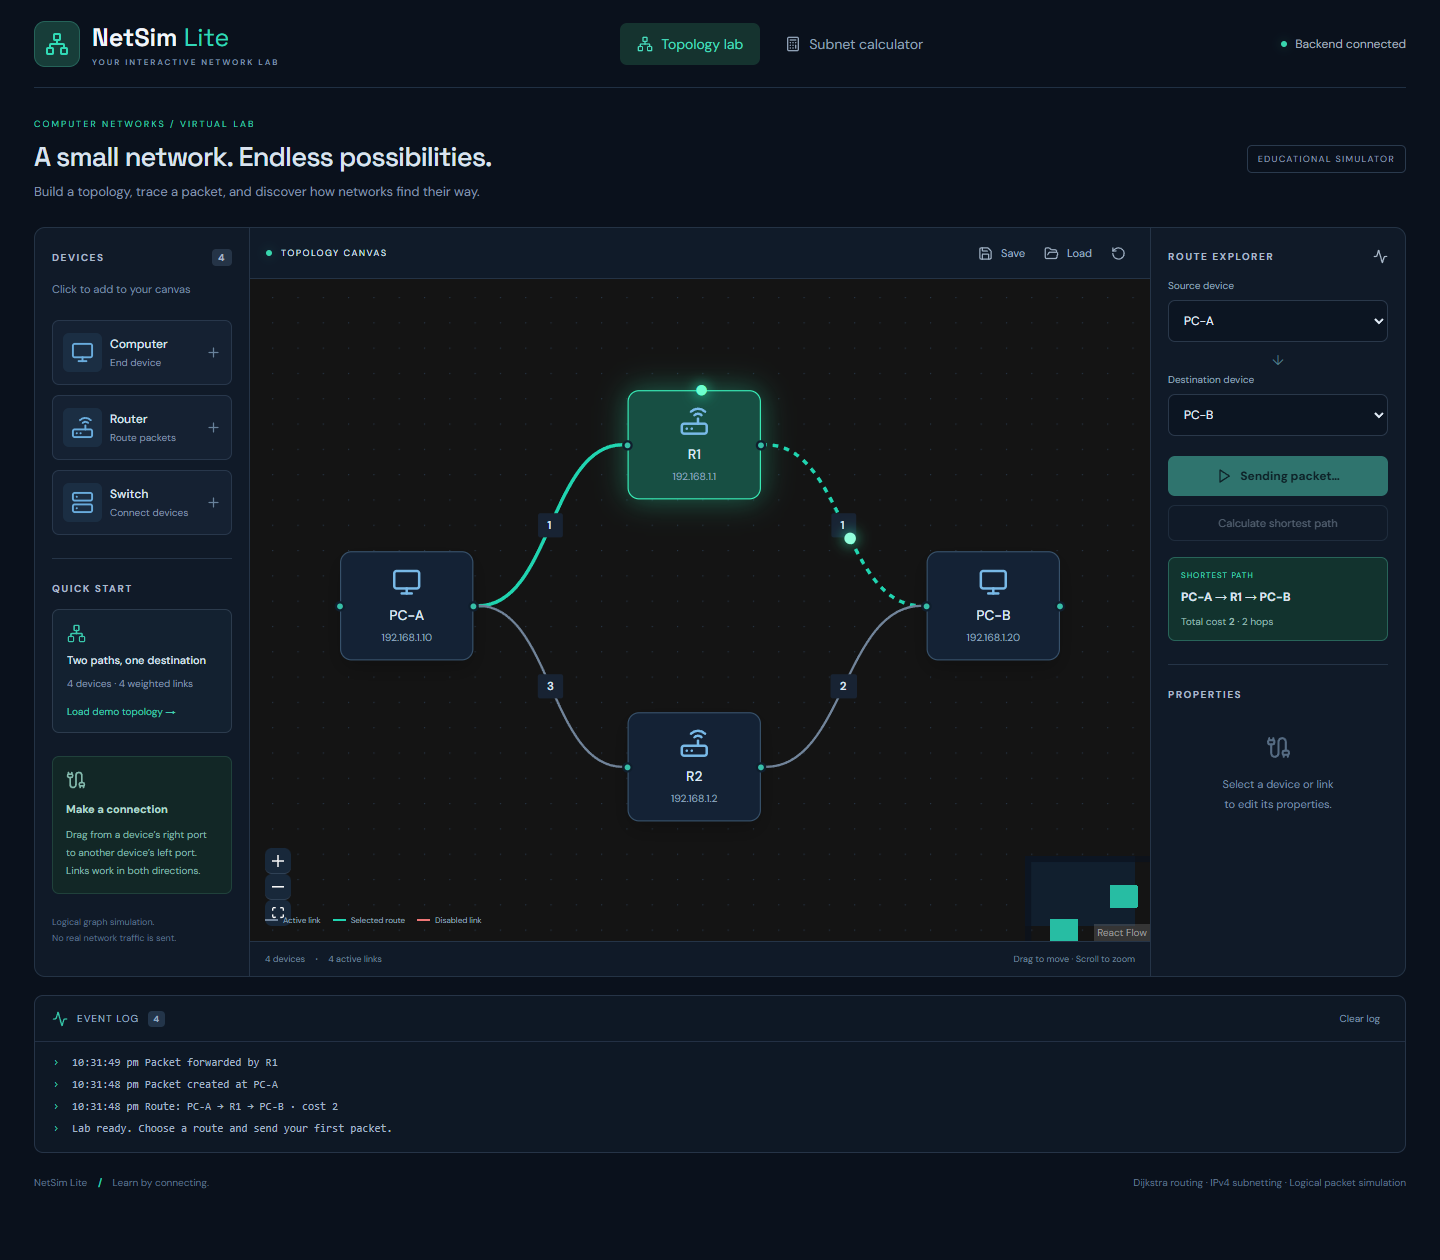 NetSim Lite
YOUR INTERACTIVE NETWORK LAB
Topology lab
Subnet calculator
Backend connected
COMPUTER NETWORKS / VIRTUAL LAB
A small network. Endless possibilities.
Build a topology, trace a packet, and discover how networks find their way.
EDUCATIONAL SIMULATOR
DEVICES
4
Click to add to your canvas
Computer
End device
Router
Route packets
Switch
Connect devices
QUICK START
Two paths, one destination
4 devices · 4 weighted links
Load demo topology →
Make a connection
Drag from a device's right port
to another device's left port.
Links work in both directions.
Logical graph simulation.
No real network traffic is sent.
TOPOLOGY CANVAS
Save
Load
R1
192.168.1.1
1
1
PC-A
192.168.1.10
PC-B
192.168.1.20
3
2
R2
192.168.1.2
Active link
Selected route
Disabled link
React Flow
4 devices · 4 active links
Drag to move · Scroll to zoom
ROUTE EXPLORER
Source device
PC-A
Destination device
PC-B
Sending packet...
Calculate shortest path
SHORTEST PATH
PC-A → R1 → PC-B
Total cost 2 · 2 hops
PROPERTIES
Select a device or link
to edit its properties.
EVENT LOG
4
Clear log
› 10:31:49 pm Packet forwarded by R1
› 10:31:48 pm Packet created at PC-A
› 10:31:48 pm Route: PC-A → R1 → PC-B · cost 2
› Lab ready. Choose a route and send your first packet.
NetSim Lite / Learn by connecting.
Dijkstra routing · IPv4 subnetting · Logical packet simulation